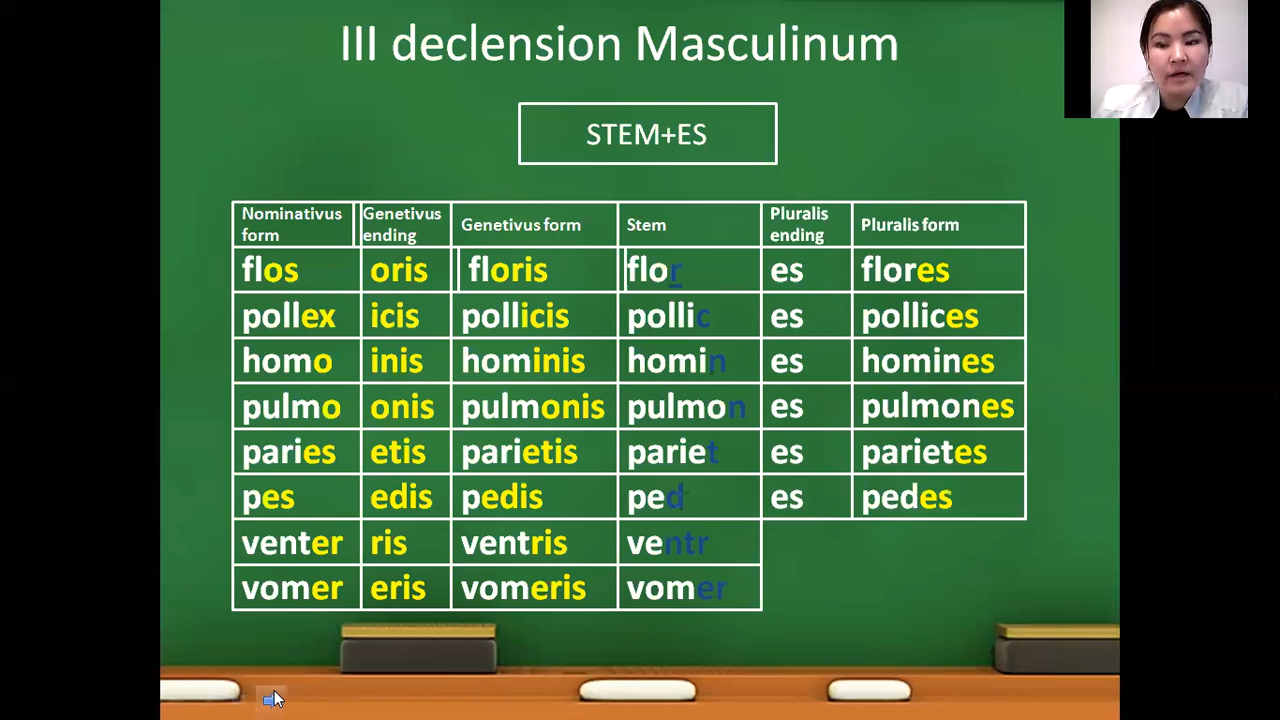 III declension Masculinum
STEM+ES
Nominativus form Genetivus ending Genetivus form Stem Pluralis ending Pluralis form
flos oris floris flor es flores
pollex icis pollicis pollic es pollices
homo inis hominis homin es homines
pulmo onis pulmonis pulmon es pulmones
paries etis parietis pariet es parietes
pes edis pedis ped es pedes
venter ris ventris ventr
vomer eris vomeris vomer